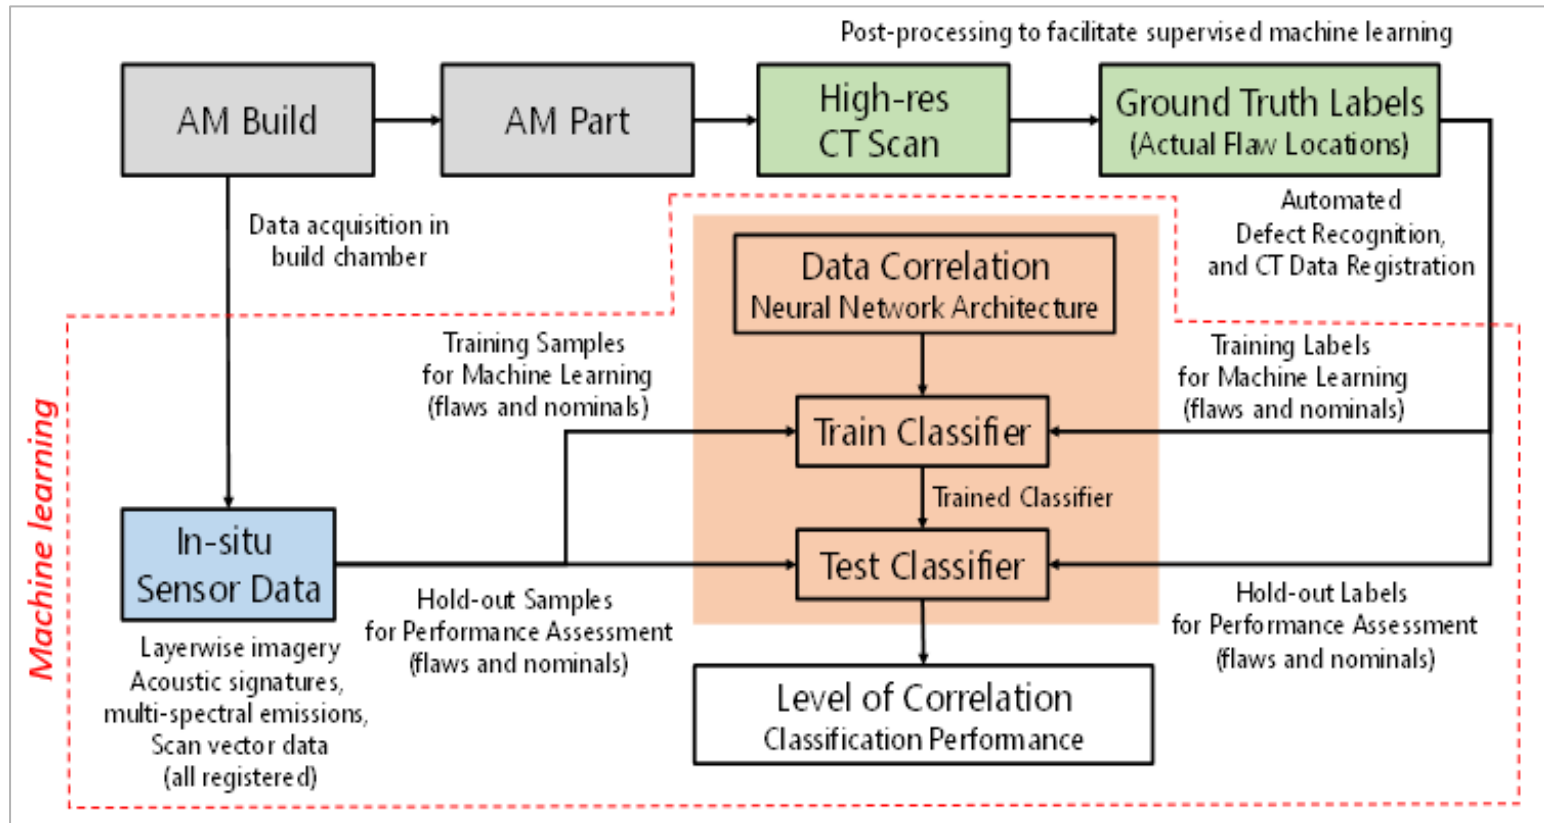 Post-processing to facilitate supervised machine learning
AM Build
AM Part
High-res
CT Scan
Ground Truth Labels
(Actual Flaw Locations)
Data acquisition in
build chamber
Automated
Defect Recognition,
and CT Data Registration
Data Correlation
Neural Network Architecture
Training Samples
for Machine Learning
(flaws and nominals)
Training Labels
for Machine Learning
(flaws and nominals)
Train Classifier
Trained Classifier
Machine learning
In-situ
Sensor Data
Test Classifier
Hold-out Samples
for Performance Assessment
(flaws and nominals)
Hold-out Labels
for Performance Assessment
(flaws and nominals)
Layerwise imagery
Acoustic signatures,
multi-spectral emissions,
Scan vector data
(all registered)
Level of Correlation
Classification Performance